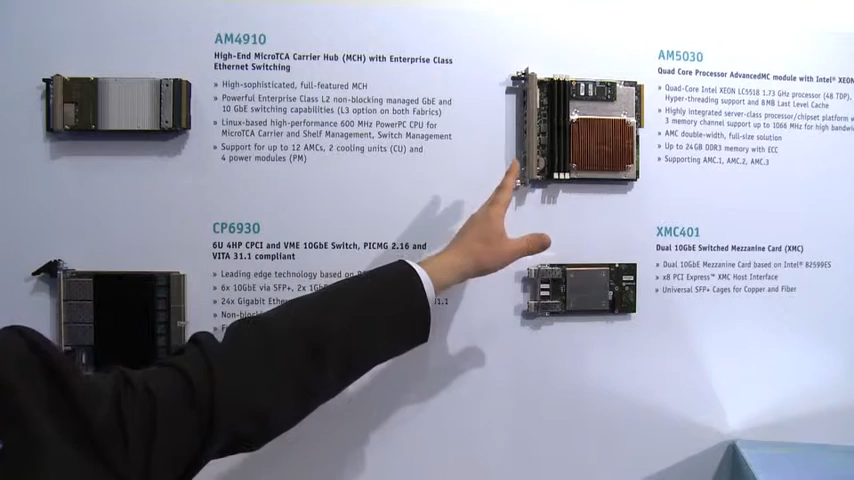 AM4910
High-End MicroTCA Carrier Hub (MCH) with Enterprise Class
Ethernet Switching
› High-sophisticated, full-featured MCH
› Powerful Enterprise Class L2 non-blocking managed GbE and
10 GbE switching capabilities (L3 option on both Fabrics)
› Linux-based high-performance 600 MHz PowerPC CPU for
MicroTCA Carrier and Shelf Management, Switch Management
› Support for up to 12 AMCs, 2 cooling units (CU) and
4 power modules (PM)
AM5030
Quad Core Processor AdvancedMC module with Intel® XEON
› Quad-Core Intel XEON LC5518 1.73 GHz processor (48 TDP),
Hyper-threading support and 8MB Last Level Cache
› Highly integrated server-class processor/chipset platform
3 memory channel support up to 1066 MHz for high
› AMC double-width, full-size solution
› Up to 24GB DDR3 memory with ECC
› Supporting AMC.1, AMC.2, AMC.3
CP6930
6U 4HP CPCI and VME 10GbE Switch, PICMG 2.16 and
VITA 31.1 compliant
› Leading edge technology based on
› 6x 10GbE via SFP+,
› 24x Gigabit
› Non-block
XMC401
Dual 10GbE Switched Mezzanine Card (XMC)
› Dual 10GbE Mezzanine Card based on Intel® 82599ES
› x8 PCI Express™ XMC Host Interface
› Universal SFP+ Cages for Copper and Fiber